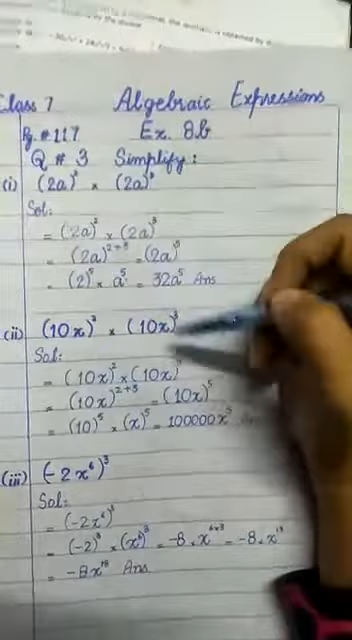 Class 7 Algebraic Expressions
Pg. #117 Ex. 8b
Q # 3 Simplify:
(i) (2a)² × (2a)³
Sol:
= (2a)² × (2a)³
= (2a)²⁺³ = (2a)⁵
= (2)⁵ × a⁵ = 32a⁵ Ans
(ii) (10x)² × (10x)³
Sol:
= (10x)² × (10x)
= (10x)²⁺³ = (10x)⁵
= (10)⁵ × (x)⁵ = 100000x⁵
(iii) (-2x⁶)³
Sol:
= (-2x⁶)³
= (-2)³ × (x⁶)³ = -8 × x⁶ˣ³ = -8 × x¹⁸
= -8x¹⁸ Ans